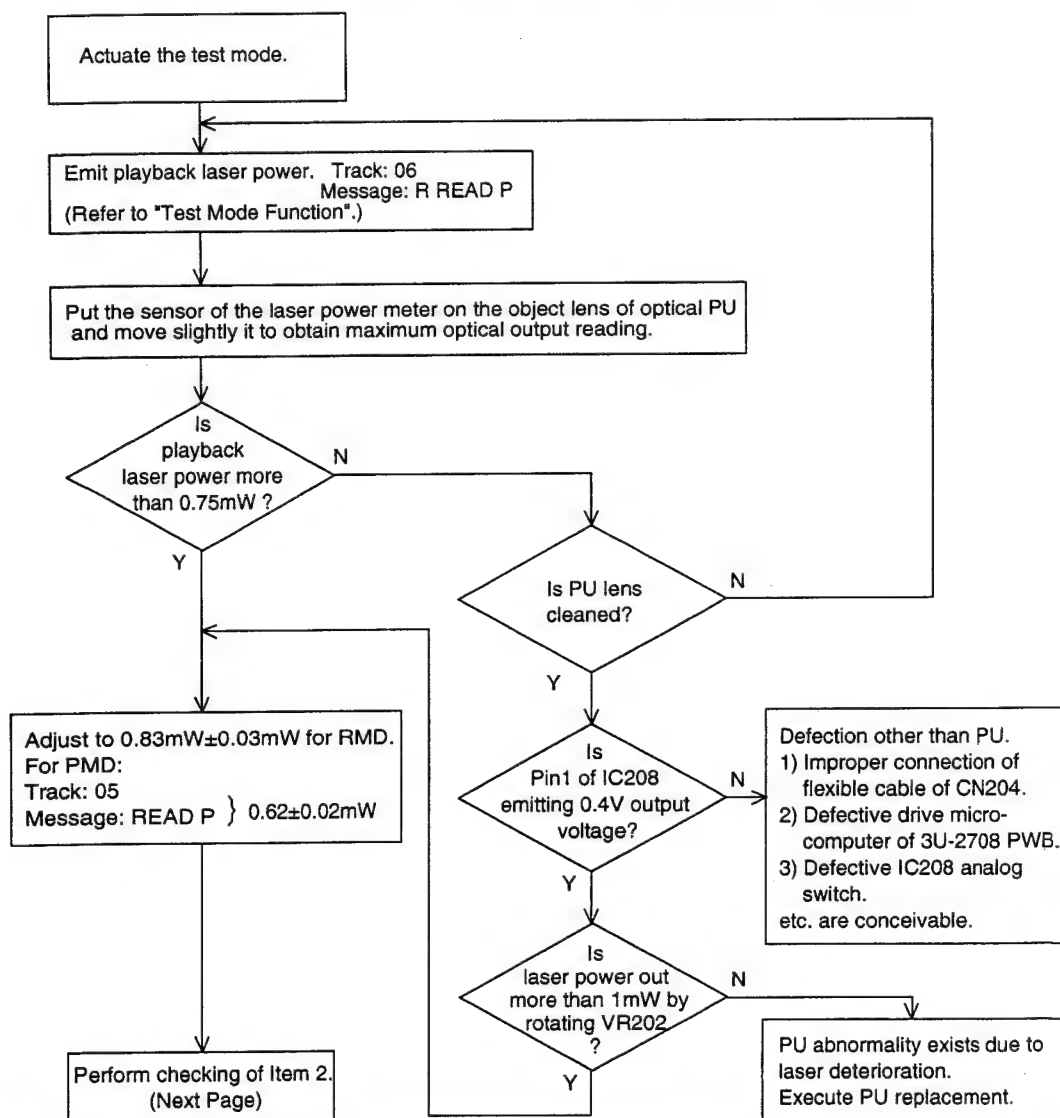 Actuate the test mode.
Emit playback laser power. Track: 06
Message: R READ P
(Refer to "Test Mode Function".)
Put the sensor of the laser power meter on the object lens of optical PU
and move slightly it to obtain maximum optical output reading.
Is
playback
laser power more
than 0.75mW ?
N
Y
Is PU lens
cleaned?
N
Y
Adjust to 0.83mW±0.03mW for RMD.
For PMD:
Track: 05
Message: READ P } 0.62±0.02mW
Is
Pin1 of IC208
emitting 0.4V output
voltage?
N
Y
Defection other than PU.
1) Improper connection of
flexible cable of CN204.
2) Defective drive micro-
computer of 3U-2708 PWB.
3) Defective IC208 analog
switch.
etc. are conceivable.
Is
laser power out
more than 1mW by
rotating VR202
?
N
Y
PU abnormality exists due to
laser deterioration.
Execute PU replacement.
Perform checking of Item 2.
(Next Page)